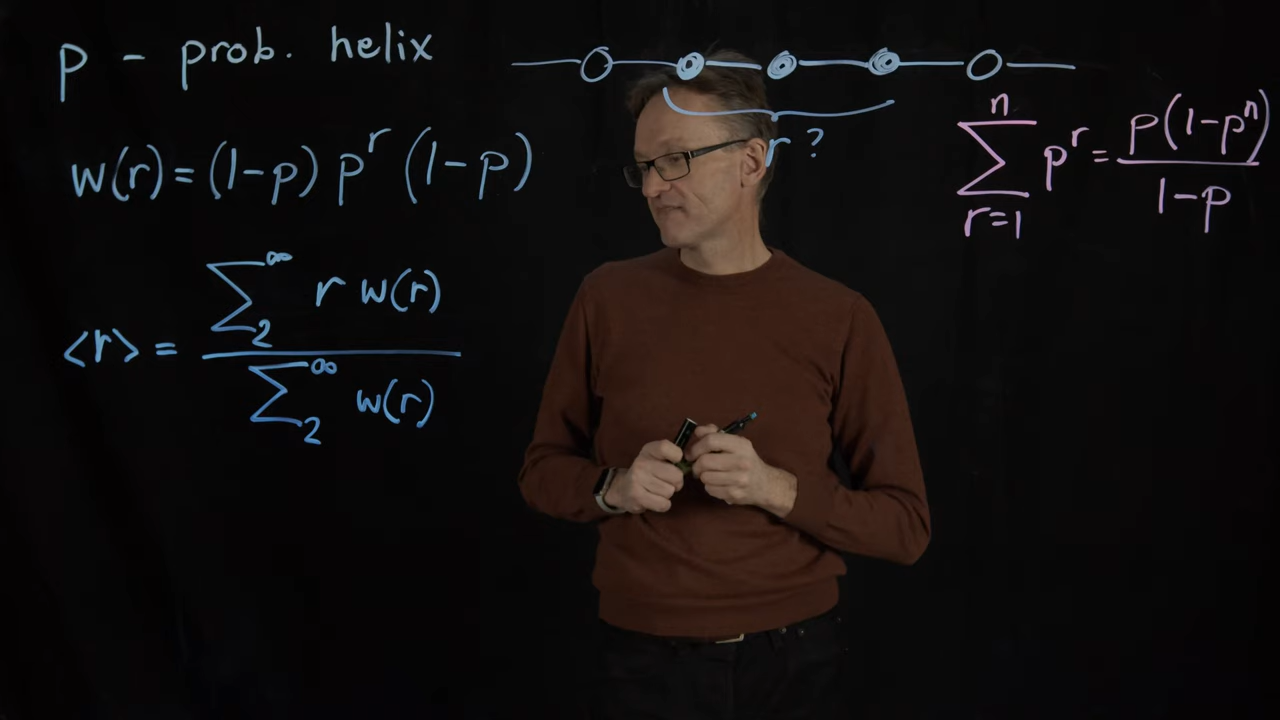 p - prob. helix
r ?
w(r) = (1-p) p^r (1-p)
∑_{r=1}^{n} p^r = p(1-p^n) / 1-p
<r> = ∑_2^∞ r w(r) / ∑_2^∞ w(r)